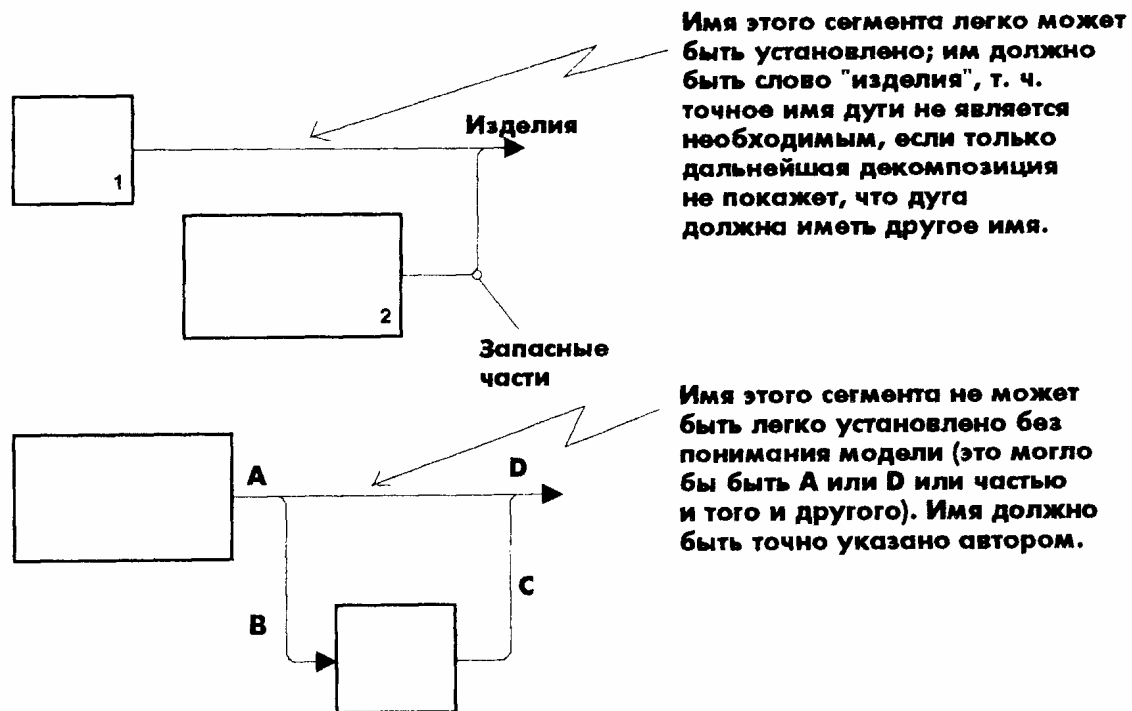 Имя этого сегмента легко может
быть установлено; им должно
быть слово "изделия", т. ч.
точное имя дуги не является
необходимым, если только
дальнейшая декомпозиция
не покажет, что дуга
должна иметь другое имя.
Изделия
1
2
Запасные
части
Имя этого сегмента не может
быть легко установлено без
понимания модели (это могло
бы быть A или D или частью
и того и другого). Имя должно
быть точно указано автором.
A
D
C
B